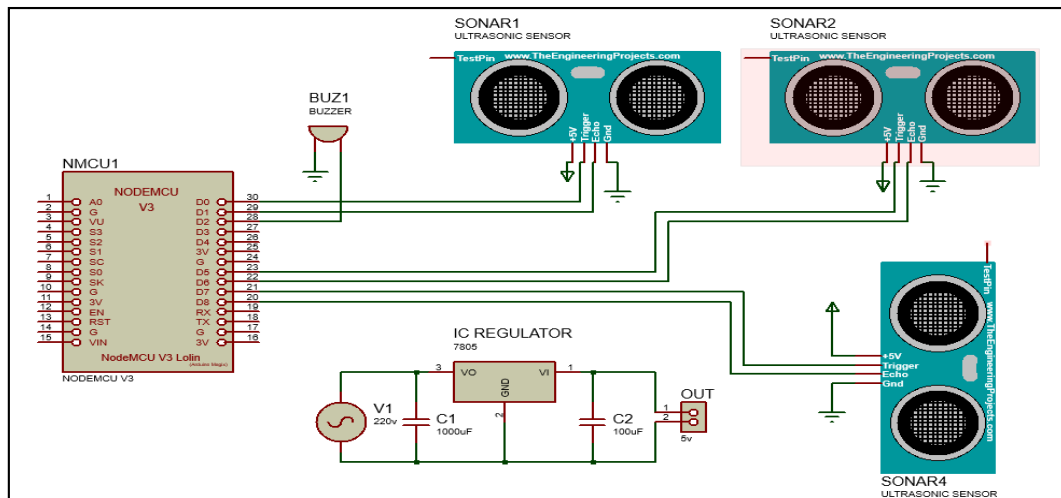 SONAR1
ULTRASONIC SENSOR
TestPin
www.TheEngineeringProjects.com
+5V
Trigger
Echo
Gnd
SONAR2
ULTRASONIC SENSOR
TestPin
www.TheEngineeringProjects.com
+5V
Trigger
Echo
Gnd
BUZ1
BUZZER
NMCU1
NODEMCU
V3
1 A0 D0 30
2 G D1 29
3 VU D2 28
4 S3 D3 27
5 S2 D4 26
6 S1 3V 25
7 SC G 24
8 S0 D5 23
9 SK D6 22
10 G D7 21
11 3V D8 20
12 EN RX 19
13 RST TX 18
14 G G 17
15 VIN 3V 16
NodeMCU V3 Lolin
NODEMCU V3
TestPin
www.TheEngineeringProjects.com
+5V
Trigger
Echo
Gnd
SONAR4
ULTRASONIC SENSOR
IC REGULATOR
7805
3 VO VI 1
GND
2
V1
220v
C1
1000uF
C2
100uF
OUT
1
2
5v